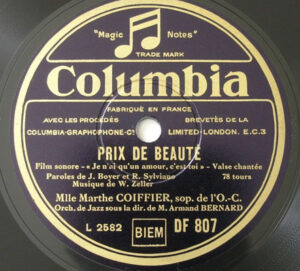 "Magic Notes"
TRADE MARK
Columbia
FABRIQUÉ EN FRANCE
AVEC LES PROCÉDÉS BREVETÉS DE LA
COLUMBIA-GRAPHOPHONE-Cº LIMITED-LONDON. E.C.3
PRIX DE BEAUTÉ
Film sonore - « Je n'ai qu'un amour, c'est toi » - Valse chantée
Paroles de J. Boyer et R. Sylviano 78 tours
Musique de W. Zeller
Mlle Marthe COIFFIER, sop. de l'O.-C.
Orch. de Jazz sous la dir. de M. Armand BERNARD
L 2582 BIEM DF 807